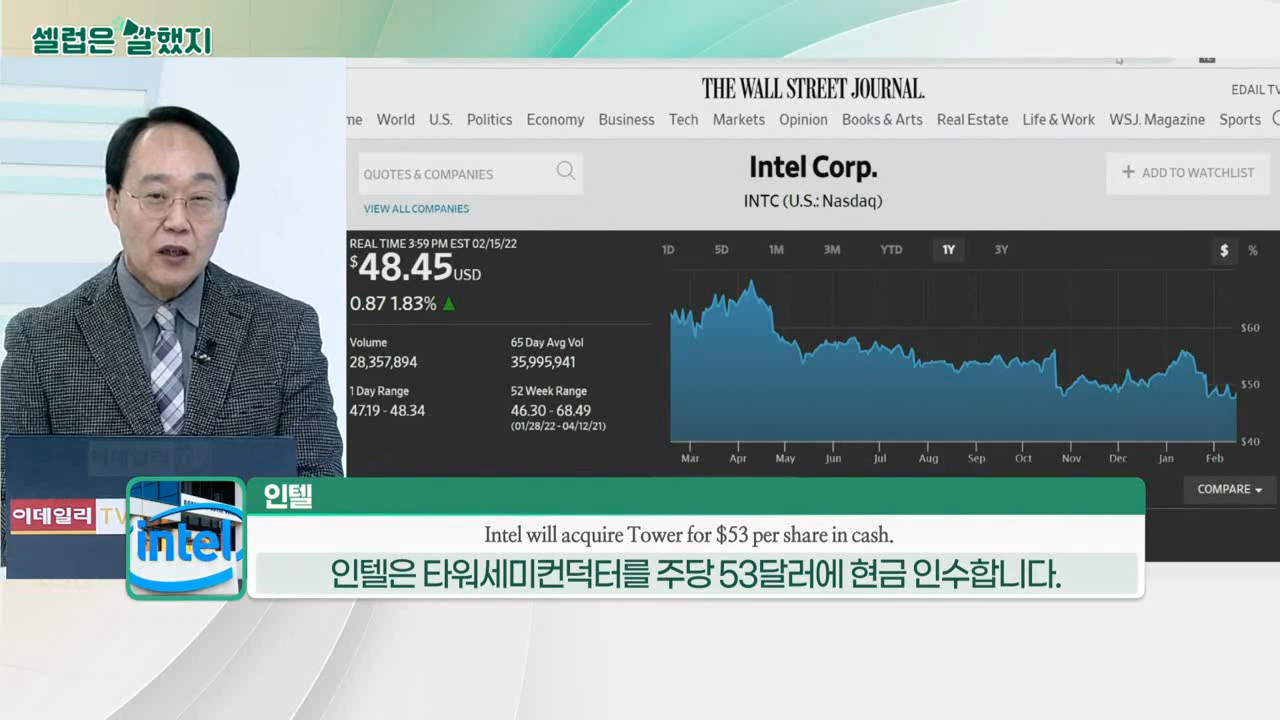 셀럽은 말했지
THE WALL STREET JOURNAL.
EDAIL TV
me World U.S. Politics Economy Business Tech Markets Opinion Books & Arts Real Estate Life & Work WSJ. Magazine Sports
QUOTES & COMPANIES
Intel Corp.
+ ADD TO WATCHLIST
VIEW ALL COMPANIES
INTC (U.S.: Nasdaq)
REAL TIME 3:59 PM EST 02/15/22
$48.45 USD
0.87 1.83%
1D 5D 1M 3M YTD 1Y 3Y $ %
Volume 65 Day Avg Vol
28,357,894 35,995,941
1 Day Range 52 Week Range
47.19 - 48.34 46.30 - 68.49
(01/28/22 - 04/12/21)
$60
$50
$40
Mar Apr May Jun Jul Aug Sep Oct Nov Dec Jan Feb
COMPARE
이데일리 TV
intel
인텔
Intel will acquire Tower for $53 per share in cash.
인텔은 타워세미컨덕터를 주당 53달러에 현금 인수합니다.